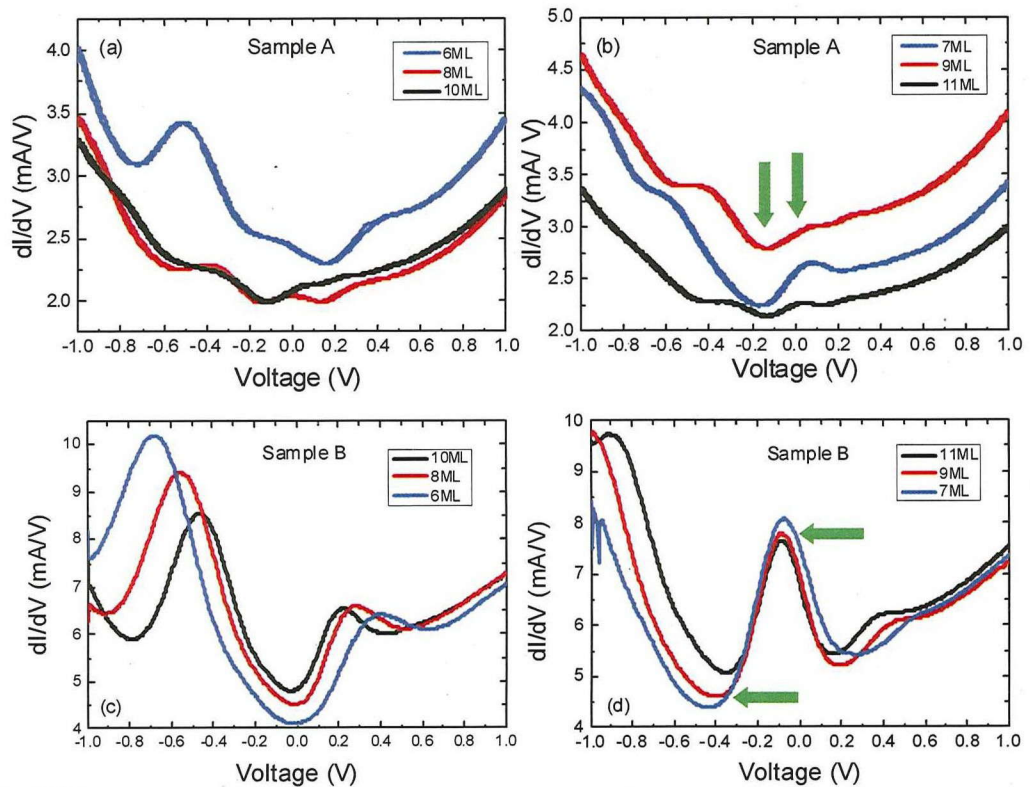 (a)
Sample A
6ML
8ML
10ML
4.0
3.5
3.0
2.5
2.0
dI/dV (mA/V)
-1.0 -0.8 -0.6 -0.4 -0.2 0.0 0.2 0.4 0.6 0.8 1.0
Voltage (V)
(b)
Sample A
7ML
9ML
11ML
5.0
4.5
4.0
3.5
3.0
2.5
2.0
dI/dV (mA/ V)
-1.0 -0.8 -0.6 -0.4 -0.2 0.0 0.2 0.4 0.6 0.8 1.0
Voltage (V)
Sample B
10ML
8ML
6ML
10
9
8
7
6
5
4
dI/dV (mA/V)
(c)
-1.0 -0.8 -0.6 -0.4 -0.2 0.0 0.2 0.4 0.6 0.8 1.0
Voltage (V)
Sample B
11ML
9ML
7ML
10
9
8
7
6
5
4
dI/dV (mA/V)
(d)
-1.0 -0.8 -0.6 -0.4 -0.2 0.0 0.2 0.4 0.6 0.8 1.0
Voltage (V)